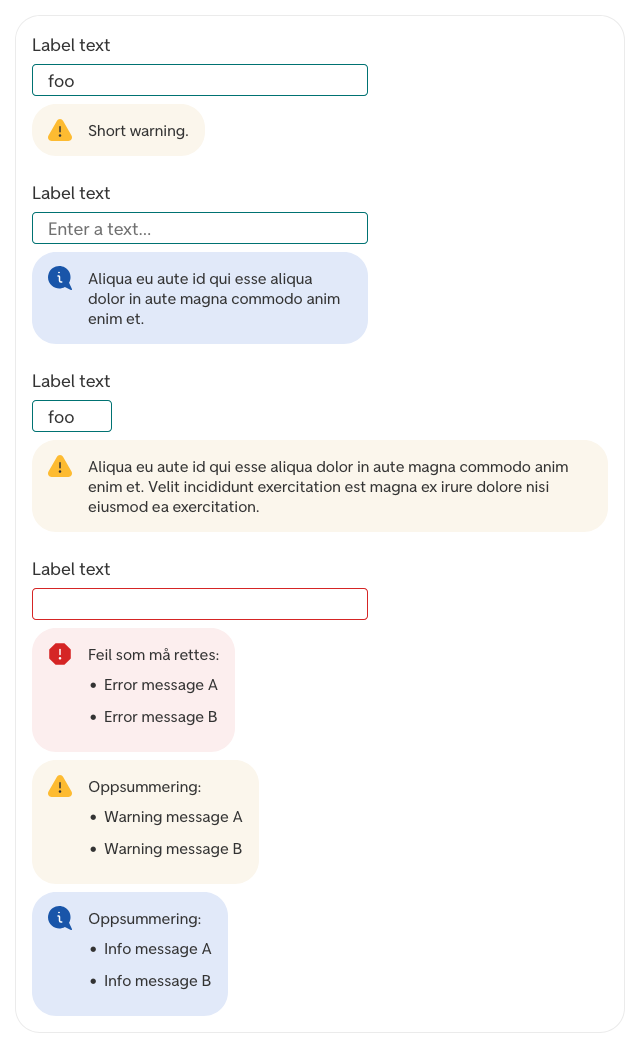 Label text
foo
Short warning.
Label text
Enter a text...
Aliqua eu aute id qui esse aliqua
dolor in aute magna commodo anim
enim et.
Label text
foo
Aliqua eu aute id qui esse aliqua dolor in aute magna commodo anim
enim et. Velit incididunt exercitation est magna ex irure dolore nisi
eiusmod ea exercitation.
Label text
Feil som må rettes:
• Error message A
• Error message B
Oppsummering:
• Warning message A
• Warning message B
Oppsummering:
• Info message A
• Info message B